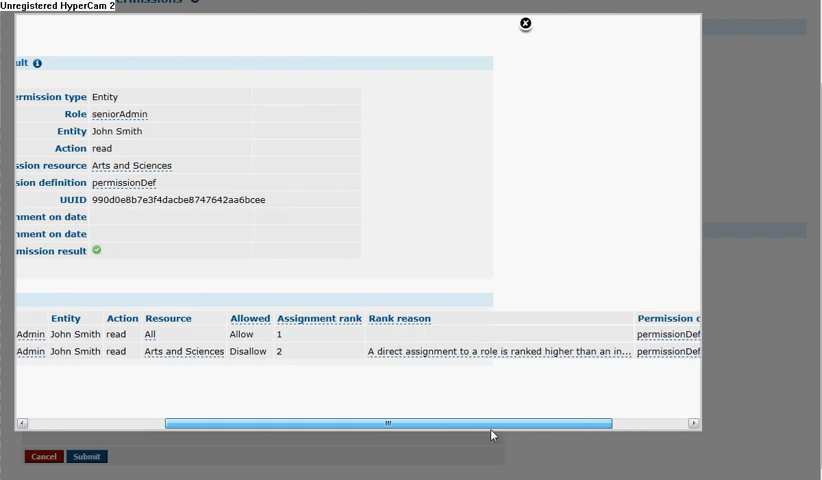 Unregistered HyperCam 2
ult
ermission type Entity
Role seniorAdmin
Entity John Smith
Action read
ssion resource Arts and Sciences
sion definition permissionDef
UUID 990d0e8b7e3f4dacbe8747642aa6bcee
nment on date
nment on date
mission result
Entity Action Resource Allowed Assignment rank Rank reason Permission c
Admin John Smith read All Allow 1 permissionDef
Admin John Smith read Arts and Sciences Disallow 2 A direct assignment to a role is ranked higher than an in... permissionDef
Cancel Submit